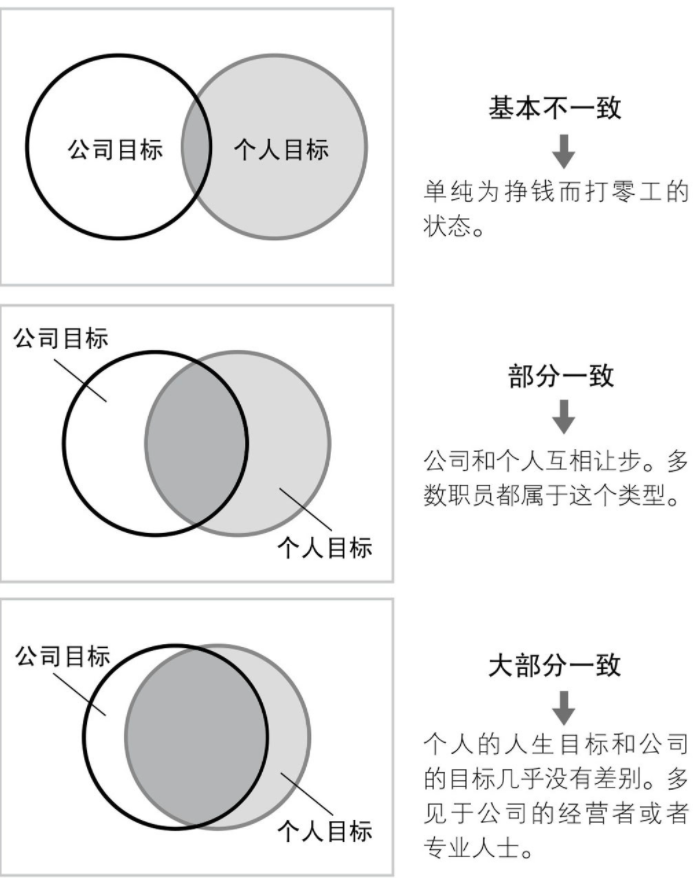 公司目标
个人目标
基本不一致
单纯为挣钱而打零工的
状态。
公司目标
个人目标
部分一致
公司和个人互相让步。多
数职员都属于这个类型。
公司目标
个人目标
大部分一致
个人的人生目标和公司
的目标几乎没有差别。多
见于公司的经营者或者
专业人士。